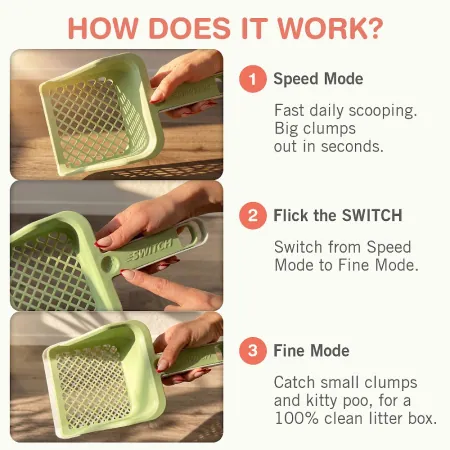 HOW DOES IT WORK?
1 Speed Mode
Fast daily scooping.
Big clumps
out in seconds.
SWITCH
2 Flick the SWITCH
Switch from Speed
Mode to Fine Mode.
3 Fine Mode
Catch small clumps
and kitty poo, for a
100% clean litter box.